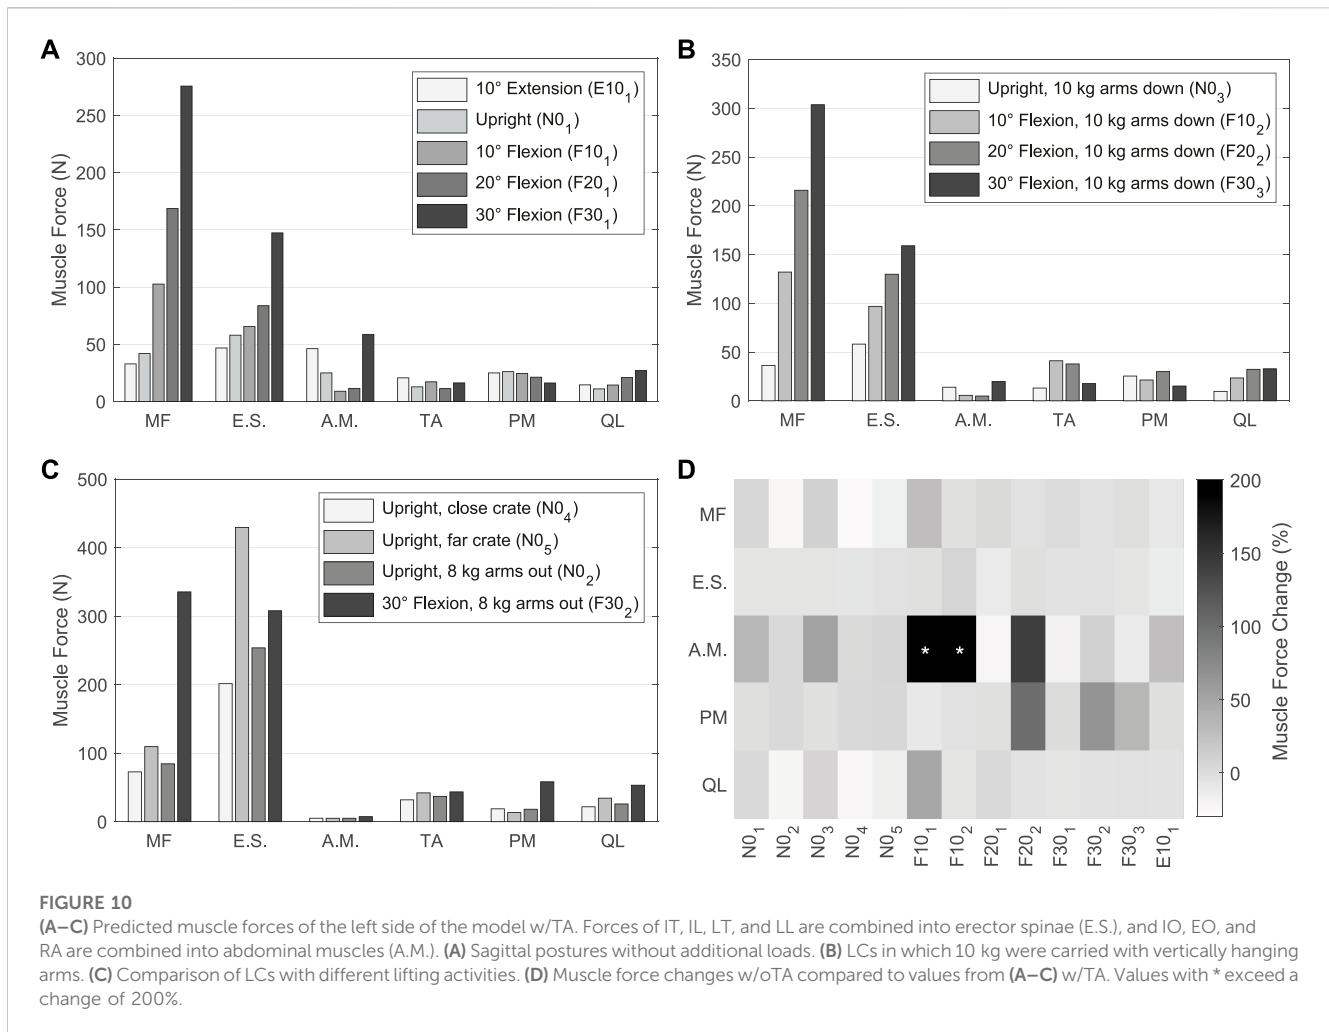 A
300
250
200
150
100
50
0
Muscle Force (N)
10° Extension (E10₁)
Upright (N0₁)
10° Flexion (F10₁)
20° Flexion (F20₁)
30° Flexion (F30₁)
MF E.S. A.M. TA PM QL
B
350
300
250
200
150
100
50
0
Muscle Force (N)
Upright, 10 kg arms down (N0₃)
10° Flexion, 10 kg arms down (F10₂)
20° Flexion, 10 kg arms down (F20₂)
30° Flexion, 10 kg arms down (F30₃)
MF E.S. A.M. TA PM QL
C
500
400
300
200
100
0
Muscle Force (N)
Upright, close crate (N0₄)
Upright, far crate (N0₅)
Upright, 8 kg arms out (N0₂)
30° Flexion, 8 kg arms out (F30₂)
MF E.S. A.M. TA PM QL
D
MF
E.S.
A.M.
PM
QL
* *
N0₁ N0₂ N0₃ N0₄ N0₅ F10₁ F10₂ F20₁ F20₂ F30₁ F30₂ F30₃ E10₁
200
150
100
50
0
Muscle Force Change (%)
FIGURE 10
(A–C) Predicted muscle forces of the left side of the model w/TA. Forces of IT, IL, LT, and LL are combined into erector spinae (E.S.), and IO, EO, and
RA are combined into abdominal muscles (A.M.). (A) Sagittal postures without additional loads. (B) LCs in which 10 kg were carried with vertically hanging
arms. (C) Comparison of LCs with different lifting activities. (D) Muscle force changes w/oTA compared to values from (A–C) w/TA. Values with * exceed a
change of 200%.